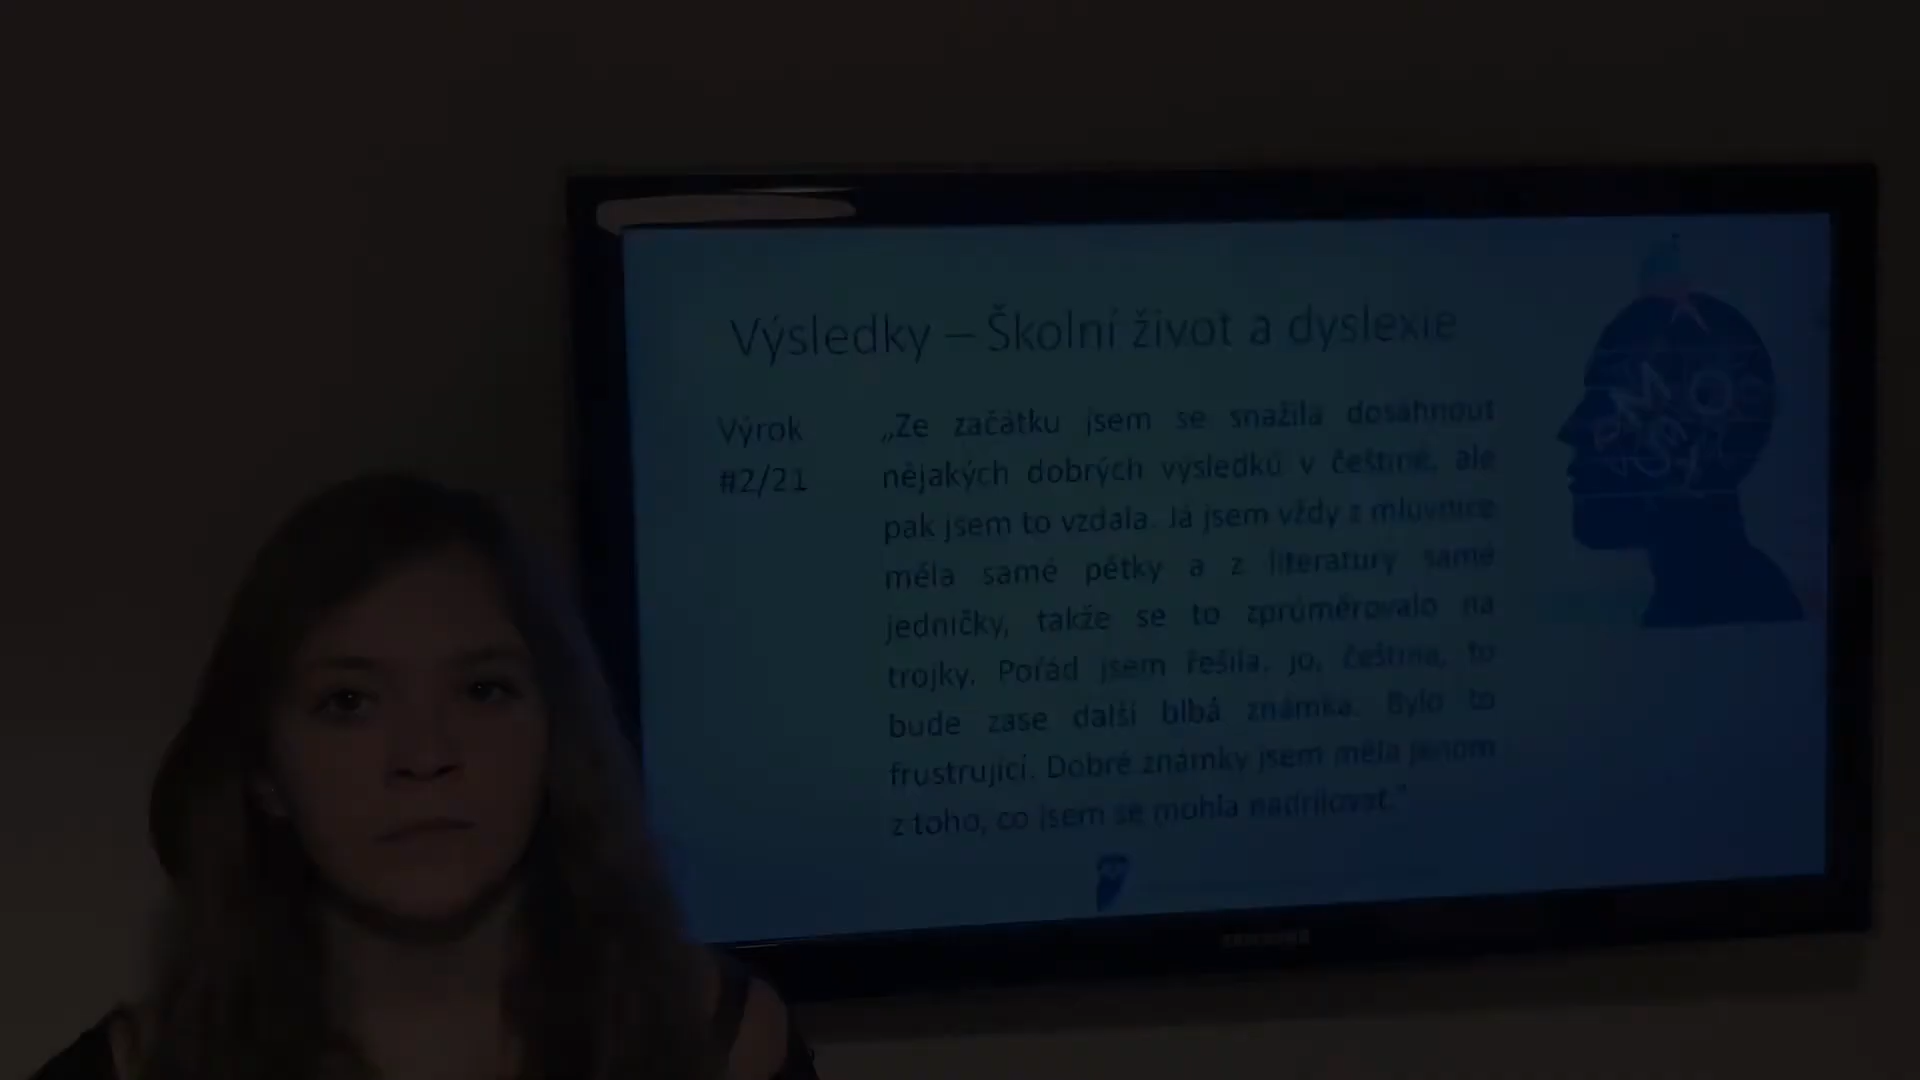 Výsledky – Školní život a dyslexie
Výrok
#2/21
„Ze začátku jsem se snažila dosáhnout
nějakých dobrých výsledků v češtině, ale
pak jsem to vzdala. Já jsem vždy z mluvnice
měla samé pětky a z literatury samé
jedničky, takže se to zprůměrovalo na
trojky. Pořád jsem řešila, jo, čeština, to
bude zase další blbá známka. Bylo to
frustrující. Dobré známky jsem měla jenom
z toho, co jsem se mohla nadrilovat.“